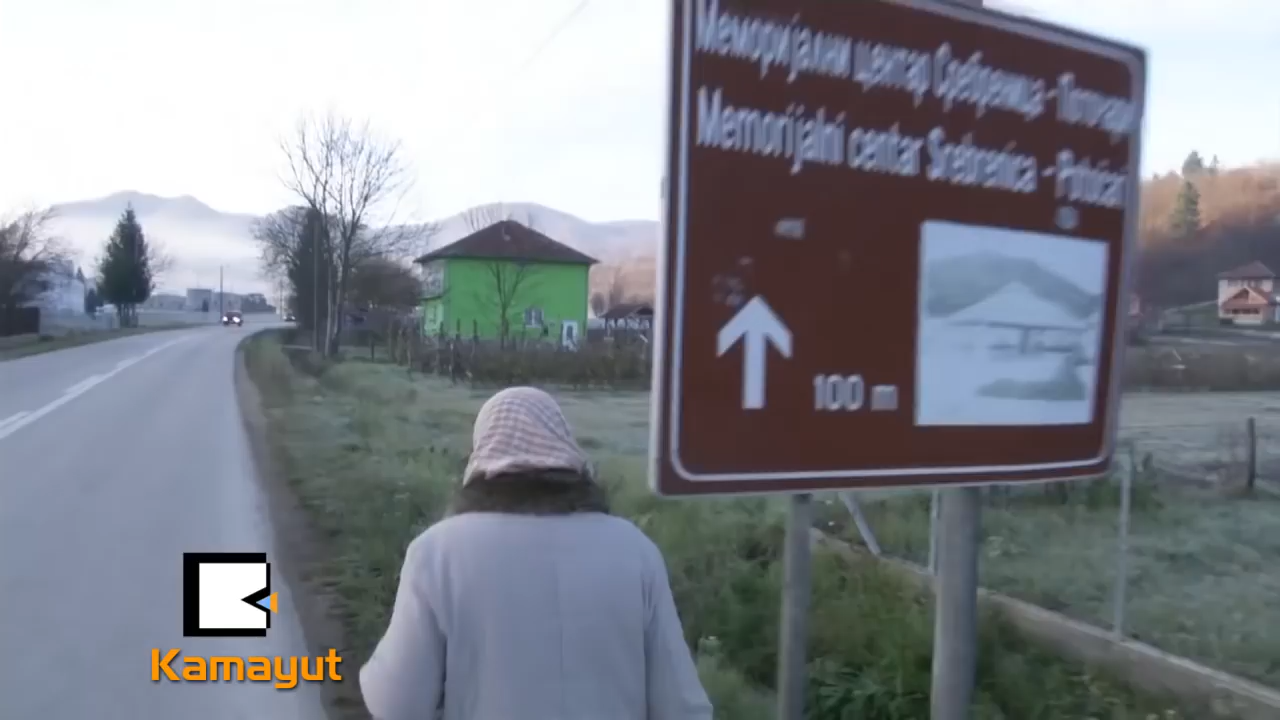 Меморијални центар Сребреница - Поточари
Memorijalni centar Srebrenica - Potočari
100 m
Kamayut